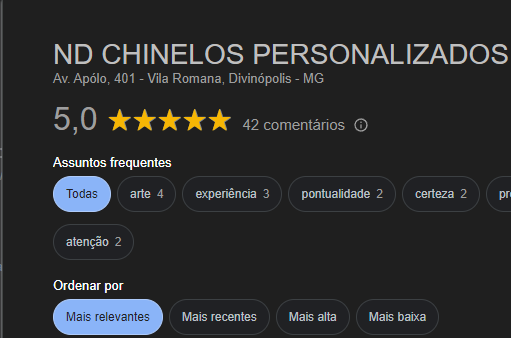 ND CHINELOS PERSONALIZADOS
Av. Apólo, 401 - Vila Romana, Divinópolis - MG
5,0 42 comentários
Assuntos frequentes
Todas arte 4 experiência 3 pontualidade 2 certeza 2
atenção 2
Ordenar por
Mais relevantes Mais recentes Mais alta Mais baixa